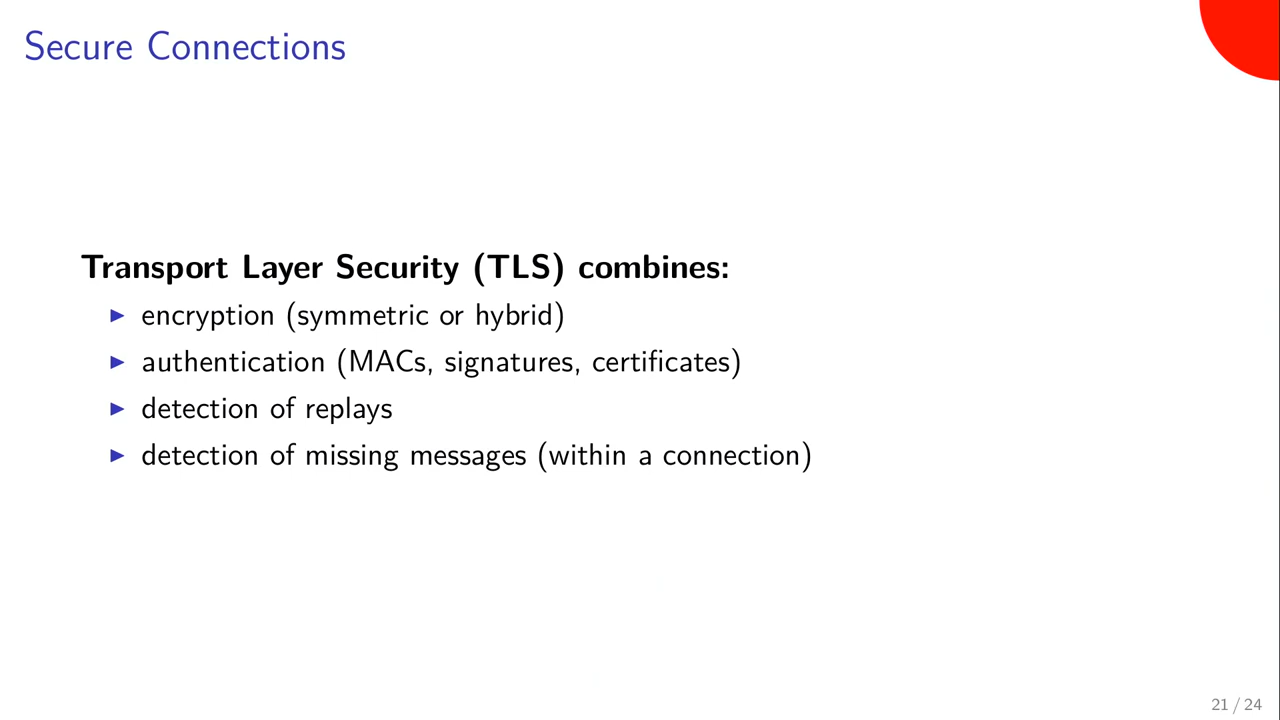 Secure Connections
Transport Layer Security (TLS) combines:
▶ encryption (symmetric or hybrid)
▶ authentication (MACs, signatures, certificates)
▶ detection of replays
▶ detection of missing messages (within a connection)
21 / 24